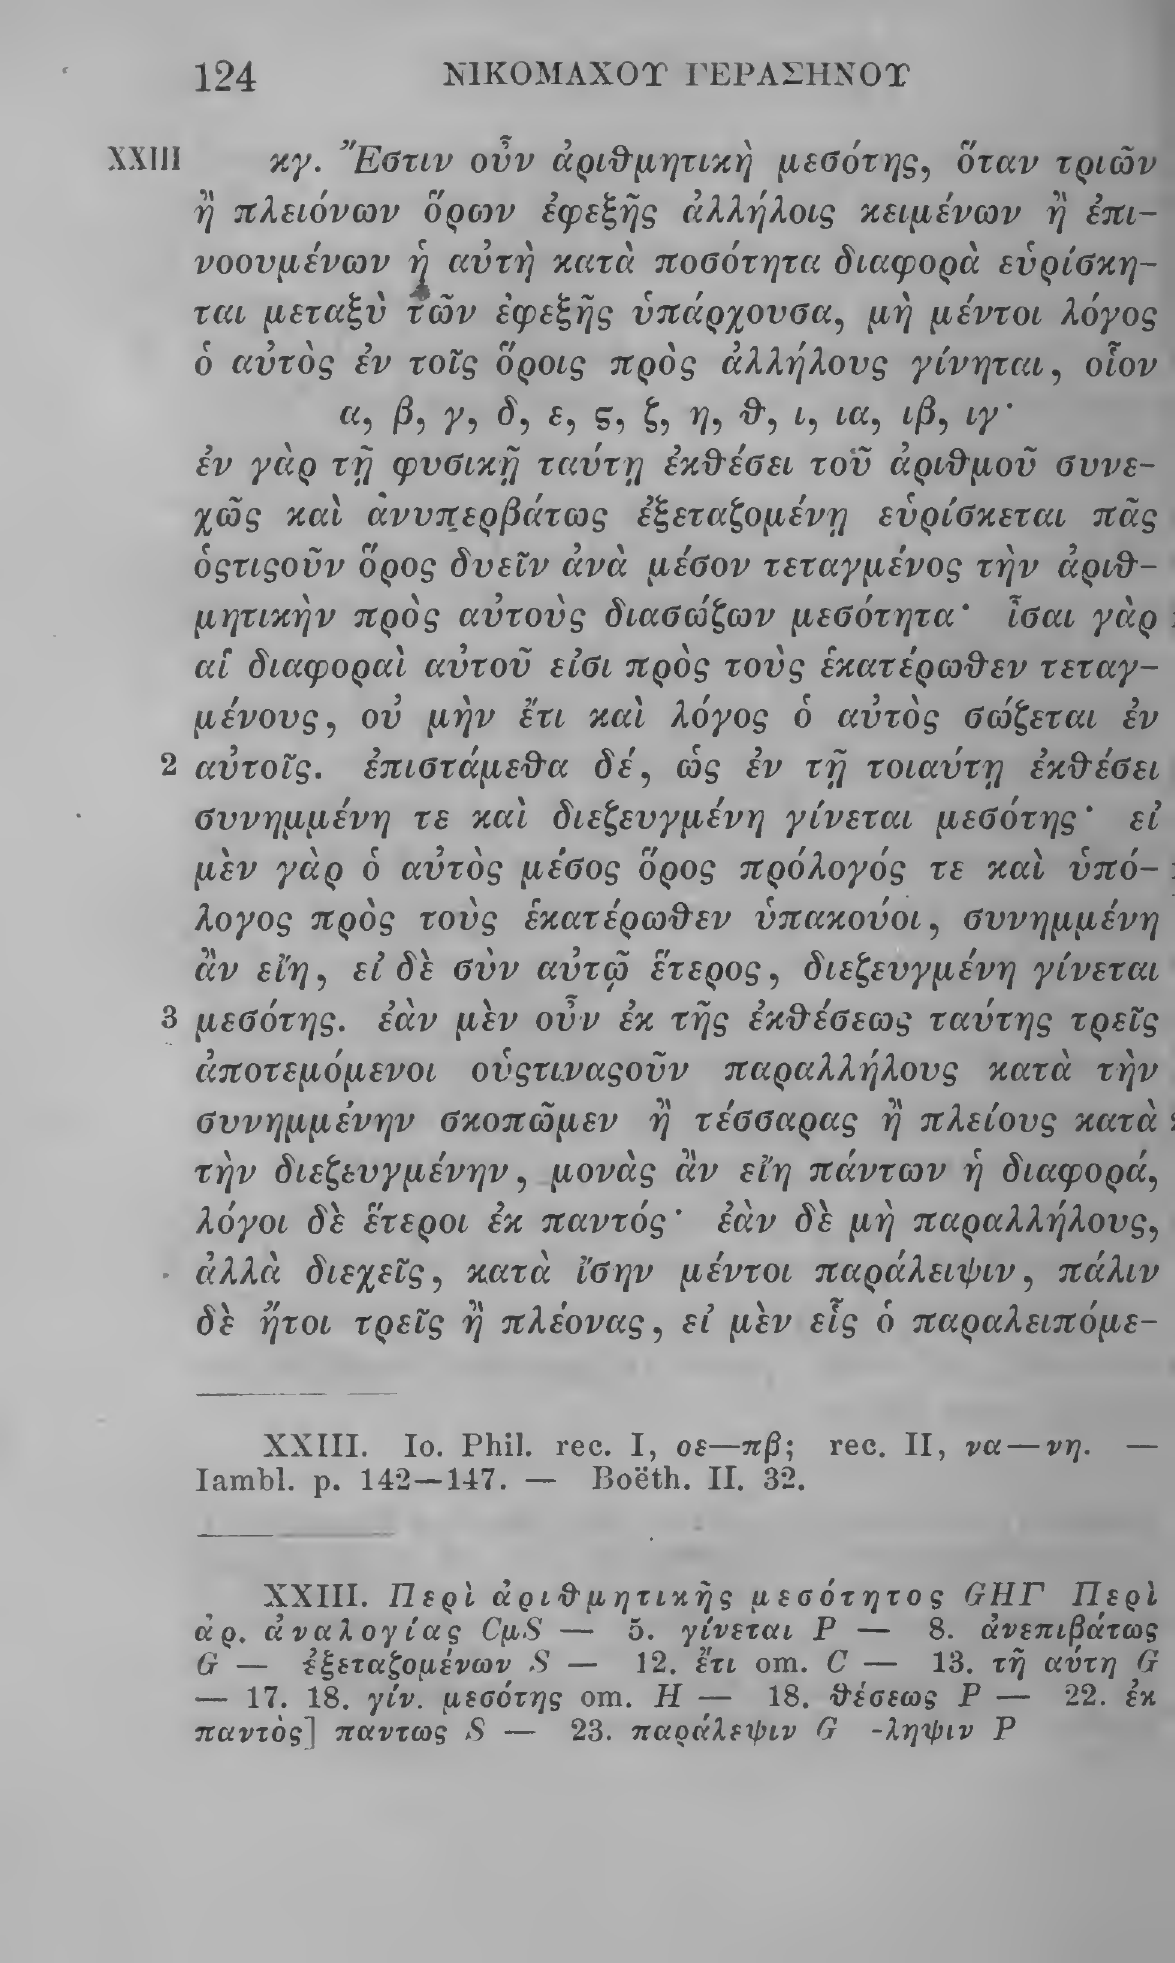 124 ΝΙΚΟΜΑΧΟΥ ΓΕΡΑΣΗΝΟΥ
XXIII κγ. Ἔστιν οὖν ἀριθμητικὴ μεσότης, ὅταν τριῶν
ἢ πλειόνων ὅρων ἐφεξῆς ἀλλήλοις κειμένων ἢ ἐπι-
νοουμένων ἡ αὐτὴ κατὰ ποσότητα διαφορὰ εὑρίσκη-
ται μεταξὺ τῶν ἐφεξῆς ὑπάρχουσα, μὴ μέντοι λόγος
ὁ αὐτὸς ἐν τοῖς ὅροις πρὸς ἀλλήλους γίνηται, οἷον
α, β, γ, δ, ε, ϛ, ζ, η, θ, ι, ια, ιβ, ιγ·
ἐν γὰρ τῇ φυσικῇ ταύτῃ ἐκθέσει τοῦ ἀριθμοῦ συνε-
χῶς καὶ ἀνυπερβάτως ἐξεταζομένῃ εὑρίσκεται πᾶς
ὁςτιςοῦν ὅρος δυεῖν ἀνὰ μέσον τεταγμένος τὴν ἀριθ-
μητικὴν πρὸς αὐτοὺς διασώζων μεσότητα· ἶσαι γὰρ
αἱ διαφοραὶ αὐτοῦ εἰσι πρὸς τοὺς ἑκατέρωθεν τεταγ-
μένους, οὐ μὴν ἔτι καὶ λόγος ὁ αὐτὸς σώζεται ἐν
2 αὐτοῖς. ἐπιστάμεθα δέ, ὡς ἐν τῇ τοιαύτῃ ἐκθέσει
συνημμένη τε καὶ διεζευγμένη γίνεται μεσότης· εἰ
μὲν γὰρ ὁ αὐτὸς μέσος ὅρος πρόλογός τε καὶ ὑπό-
λογος πρὸς τοὺς ἑκατέρωθεν ὑπακούοι, συνημμένη
ἂν εἴη, εἰ δὲ σὺν αὐτῷ ἕτερος, διεζευγμένη γίνεται
3 μεσότης. ἐὰν μὲν οὖν ἐκ τῆς ἐκθέσεως ταύτης τρεῖς
ἀποτεμόμενοι οὑςτιναςοῦν παραλλήλους κατὰ τὴν
συνημμένην σκοπῶμεν ἢ τέσσαρας ἢ πλείους κατὰ
τὴν διεζευγμένην, μονὰς ἂν εἴη πάντων ἡ διαφορά,
λόγοι δὲ ἕτεροι ἐκ παντός· ἐὰν δὲ μὴ παραλλήλους,
ἀλλὰ διεχεῖς, κατὰ ἴσην μέντοι παράλειψιν, πάλιν
δὲ ἤτοι τρεῖς ἢ πλέονας, εἰ μὲν εἷς ὁ παραλειπόμε-
XXIII. Io. Phil. rec. I, οε—πβ; rec. II, να—νη. —
Iambl. p. 142—147. — Boëth. II. 32.
XXIII. Περὶ ἀριθμητικῆς μεσότητος GHΓ Περὶ
ἀρ. ἀναλογίας CμS — 5. γίνεται P — 8. ἀνεπιβάτως
G — ἐξεταζομένων S — 12. ἔτι om. C — 13. τῆ αύτη G
— 17. 18. γίν. μεσότης om. H — 18. θέσεως P — 22. ἐκ
παντὸς] παντως S — 23. παράλεψιν G -ληψιν P